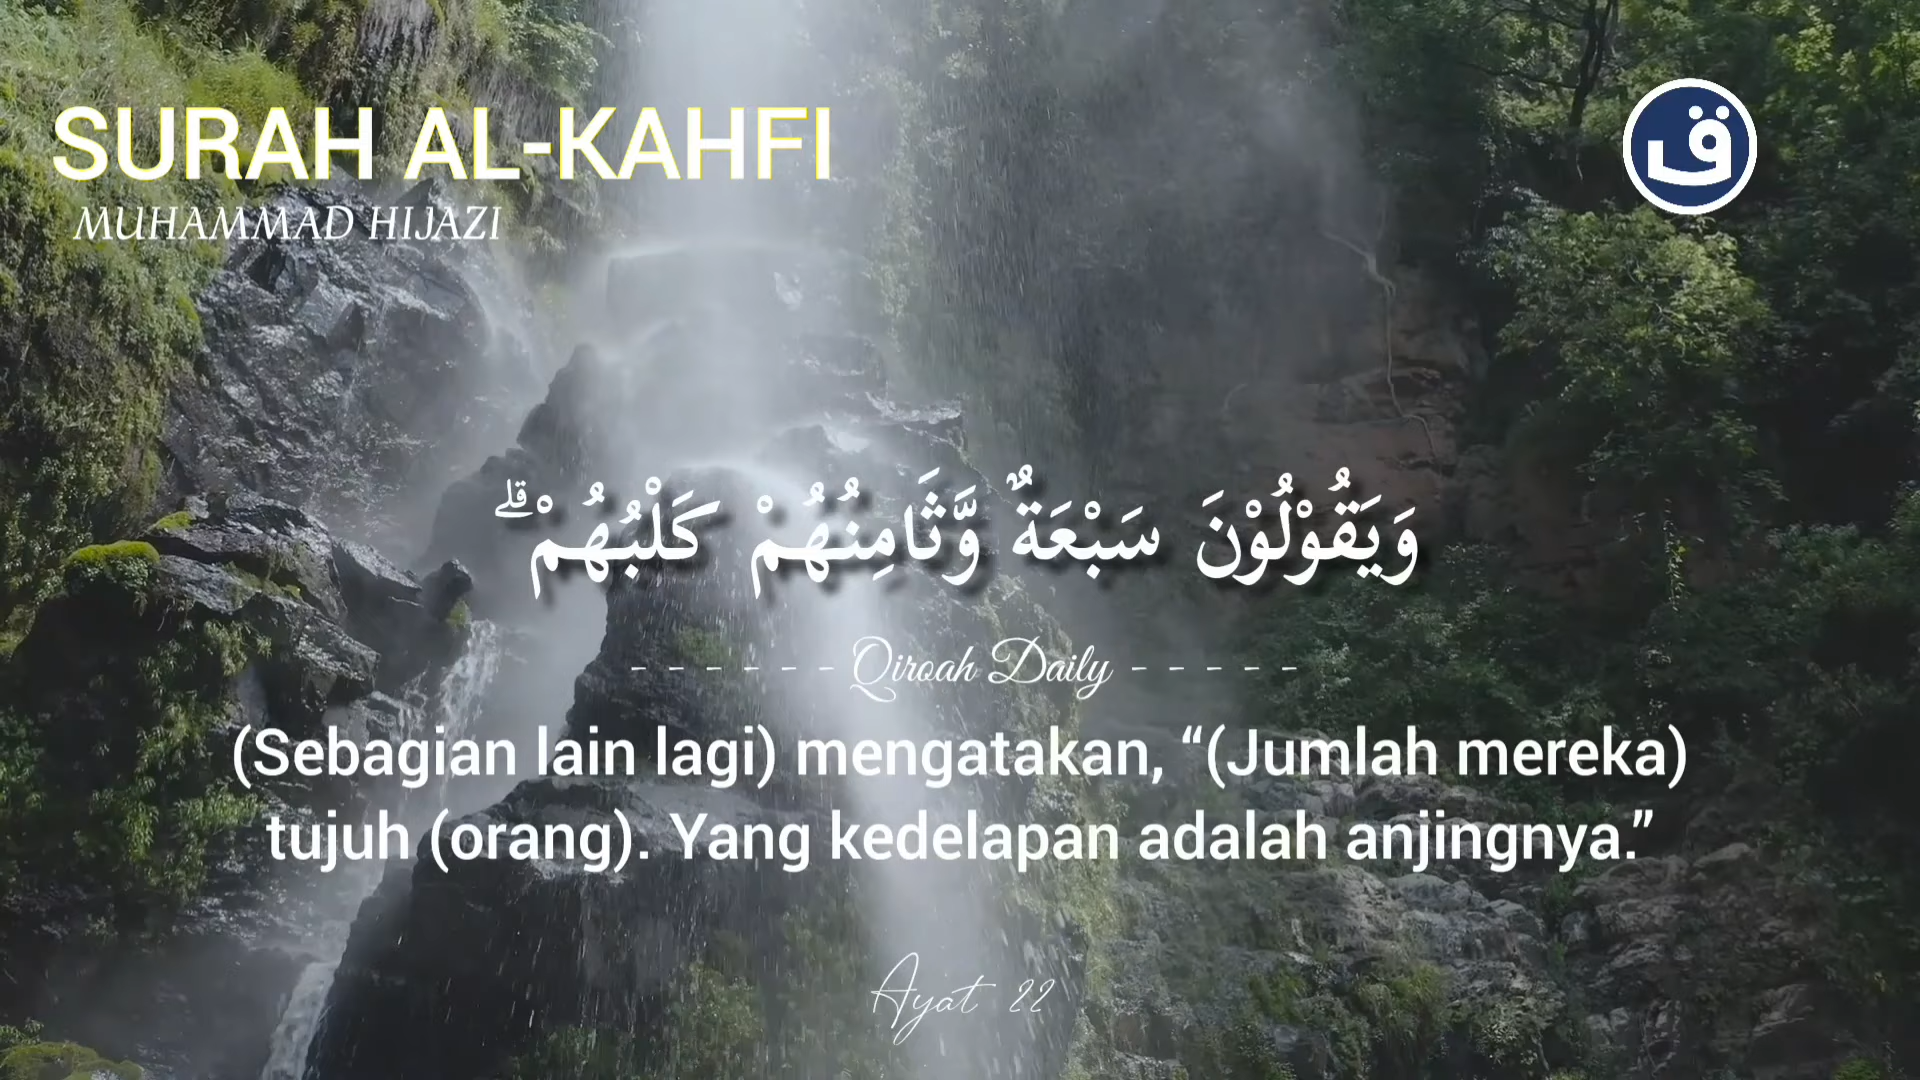 SURAH AL-KAHFI
MUHAMMAD HIJAZI
ق
وَيَقُوْلُوْنَ سَبْعَةٌ وَّثَامِنُهُمْ كَلْبُهُمْ ۗ
- - - - - - Qiroah Daily - - - - -
(Sebagian lain lagi) mengatakan, “(Jumlah mereka)
tujuh (orang). Yang kedelapan adalah anjingnya.”
Ayat 22